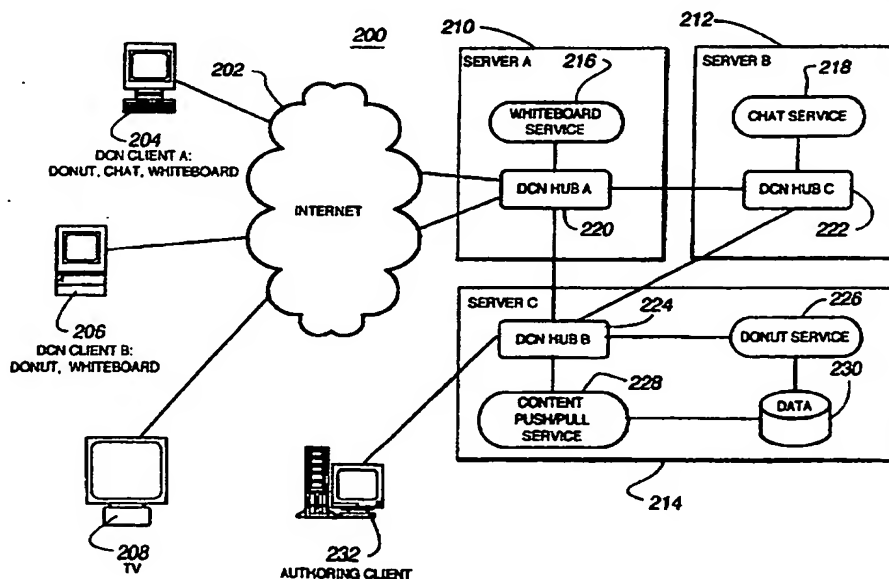 200
210
212
202
SERVER A
216
WHITEBOARD
SERVICE
DCN HUB A
220
SERVER B
218
CHAT SERVICE
DCN HUB C
222
204
DCN CLIENT A:
DONUT, CHAT, WHITEBOARD
INTERNET
206
DCN CLIENT B:
DONUT, WHITEBOARD
SERVER C
224
DCN HUB B
226
DONUT SERVICE
228
CONTENT
PUSH/PULL
SERVICE
DATA
230
214
208
TV
232
AUTHORING CLIENT